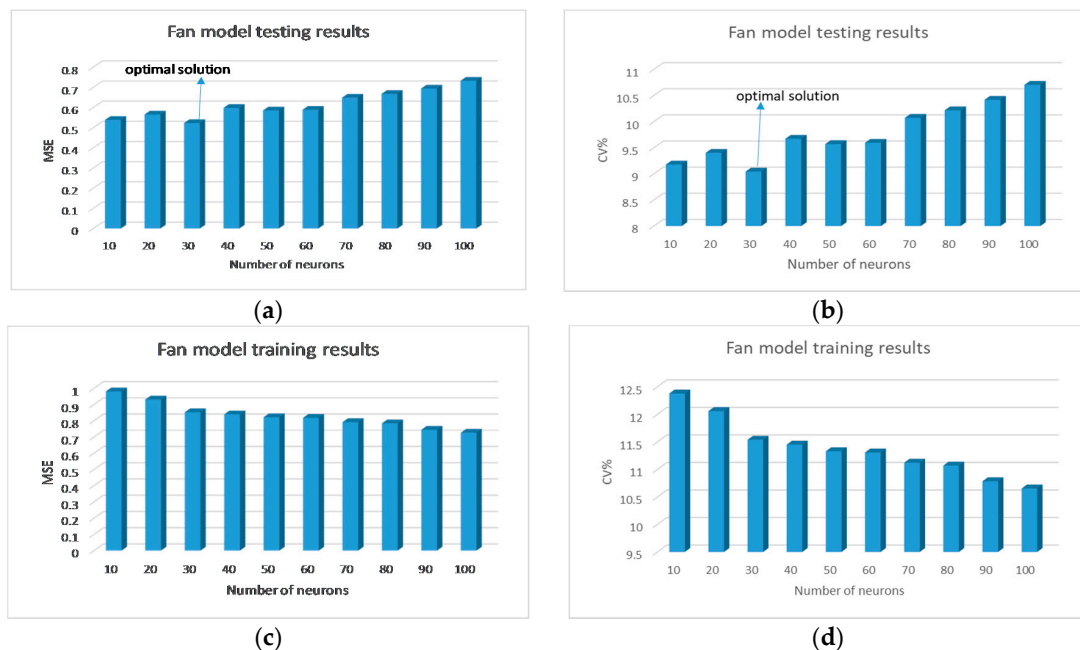 Fan model testing results
optimal solution
0.8
0.7
0.6
0.5
0.4
0.3
0.2
0.1
0
MSE
10 20 30 40 50 60 70 80 90 100
Number of neurons
(a)
Fan model testing results
optimal solution
11
10.5
10
9.5
9
8.5
8
CV%
10 20 30 40 50 60 70 80 90 100
Number of neurons
(b)
Fan model training results
1
0.9
0.8
0.7
0.6
0.5
0.4
0.3
0.2
0.1
0
MSE
10 20 30 40 50 60 70 80 90 100
Number of neurons
(c)
Fan model training results
12.5
12
11.5
11
10.5
10
9.5
CV%
10 20 30 40 50 60 70 80 90 100
Number of neurons
(d)